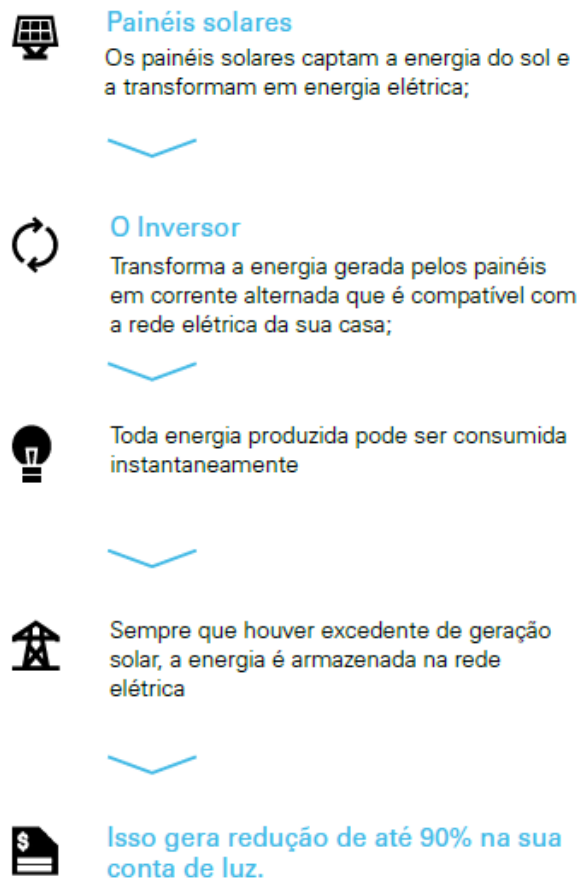 Painéis solares
Os painéis solares captam a energia do sol e
a transformam em energia elétrica;
O Inversor
Transforma a energia gerada pelos painéis
em corrente alternada que é compatível com
a rede elétrica da sua casa;
Toda energia produzida pode ser consumida
instantaneamente
Sempre que houver excedente de geração
solar, a energia é armazenada na rede
elétrica
$
Isso gera redução de até 90% na sua
conta de luz.